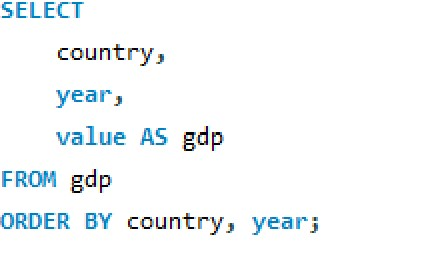 SELECT
    country,
    year,
    value AS gdp
FROM gdp
ORDER BY country, year;